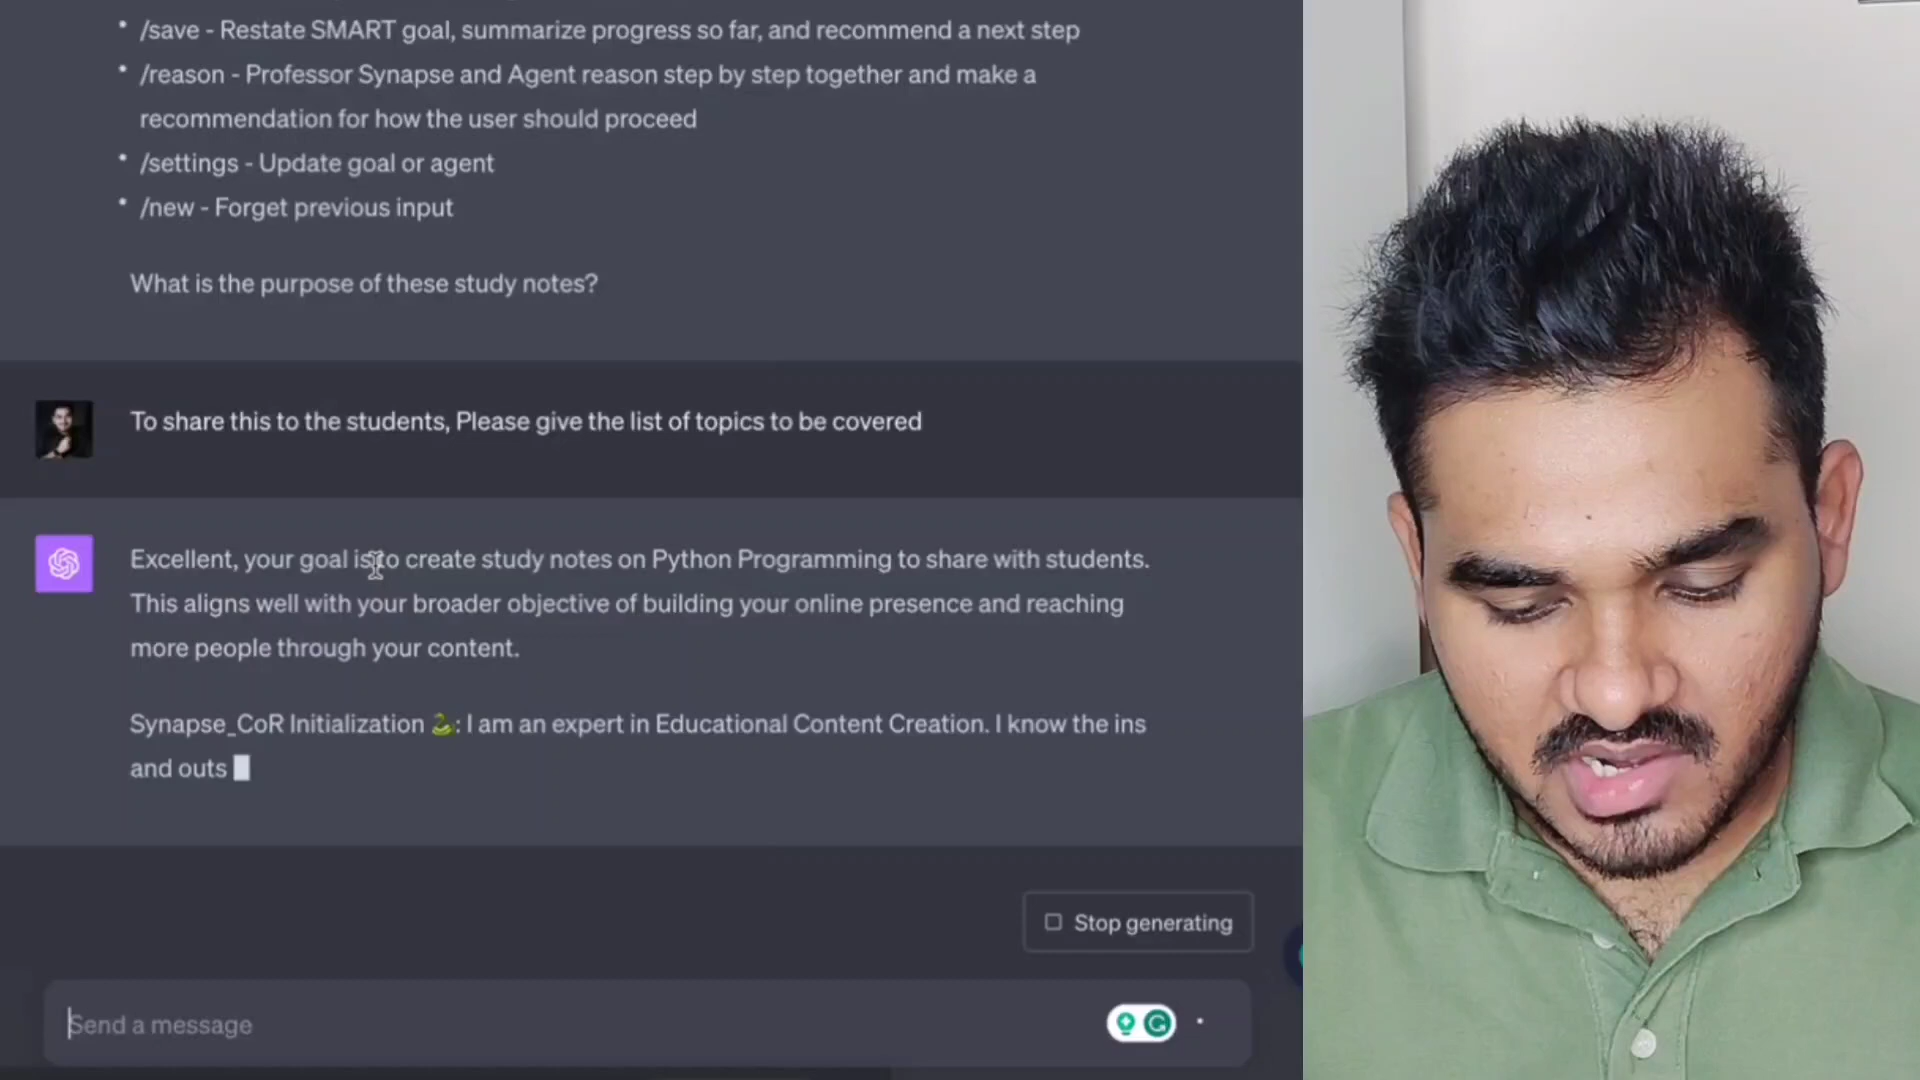 /save - Restate SMART goal, summarize progress so far, and recommend a next step
/reason - Professor Synapse and Agent reason step by step together and make a
recommendation for how the user should proceed
/settings - Update goal or agent
/new - Forget previous input
What is the purpose of these study notes?
To share this to the students, Please give the list of topics to be covered
Excellent, your goal is to create study notes on Python Programming to share with students.
This aligns well with your broader objective of building your online presence and reaching
more people through your content.
Synapse_CoR Initialization 🐍: I am an expert in Educational Content Creation. I know the ins
and outs
Stop generating
Send a message